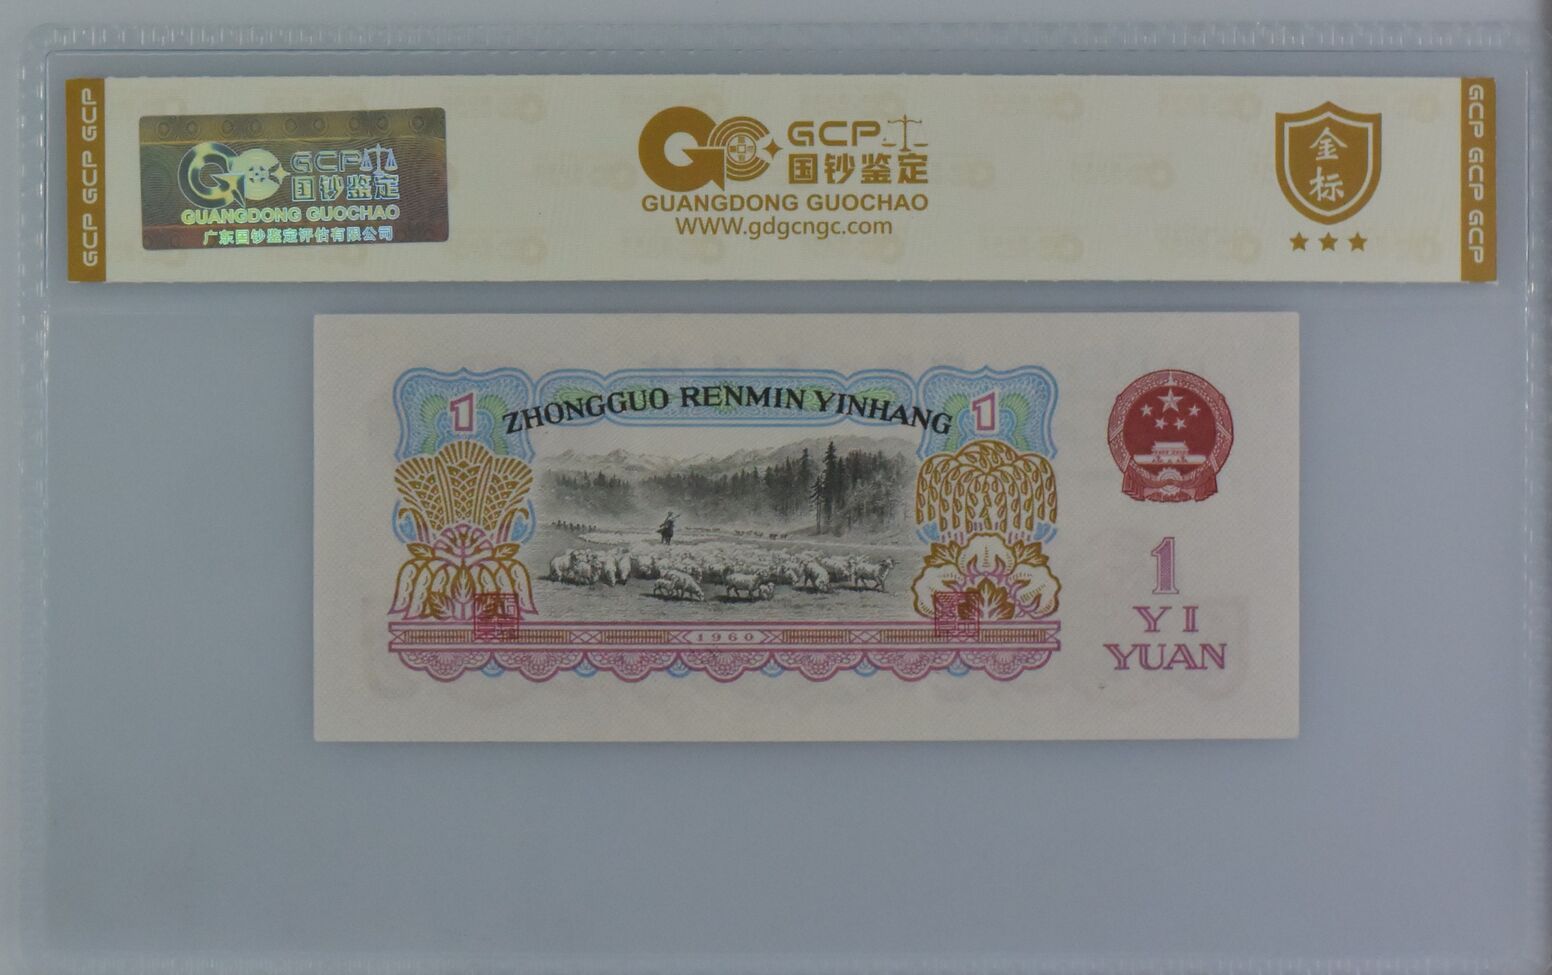 GCP GCP GCP
GCP
国钞鉴定
GUANGDONG GUOCHAO
广东国钞鉴定评估有限公司
GCP
国钞鉴定
GUANGDONG GUOCHAO
WWW.gdgcngc.com
金标
GCP GCP GCP
1
ZHONGGUO RENMIN YINHANG
1
1960
1
YI
YUAN